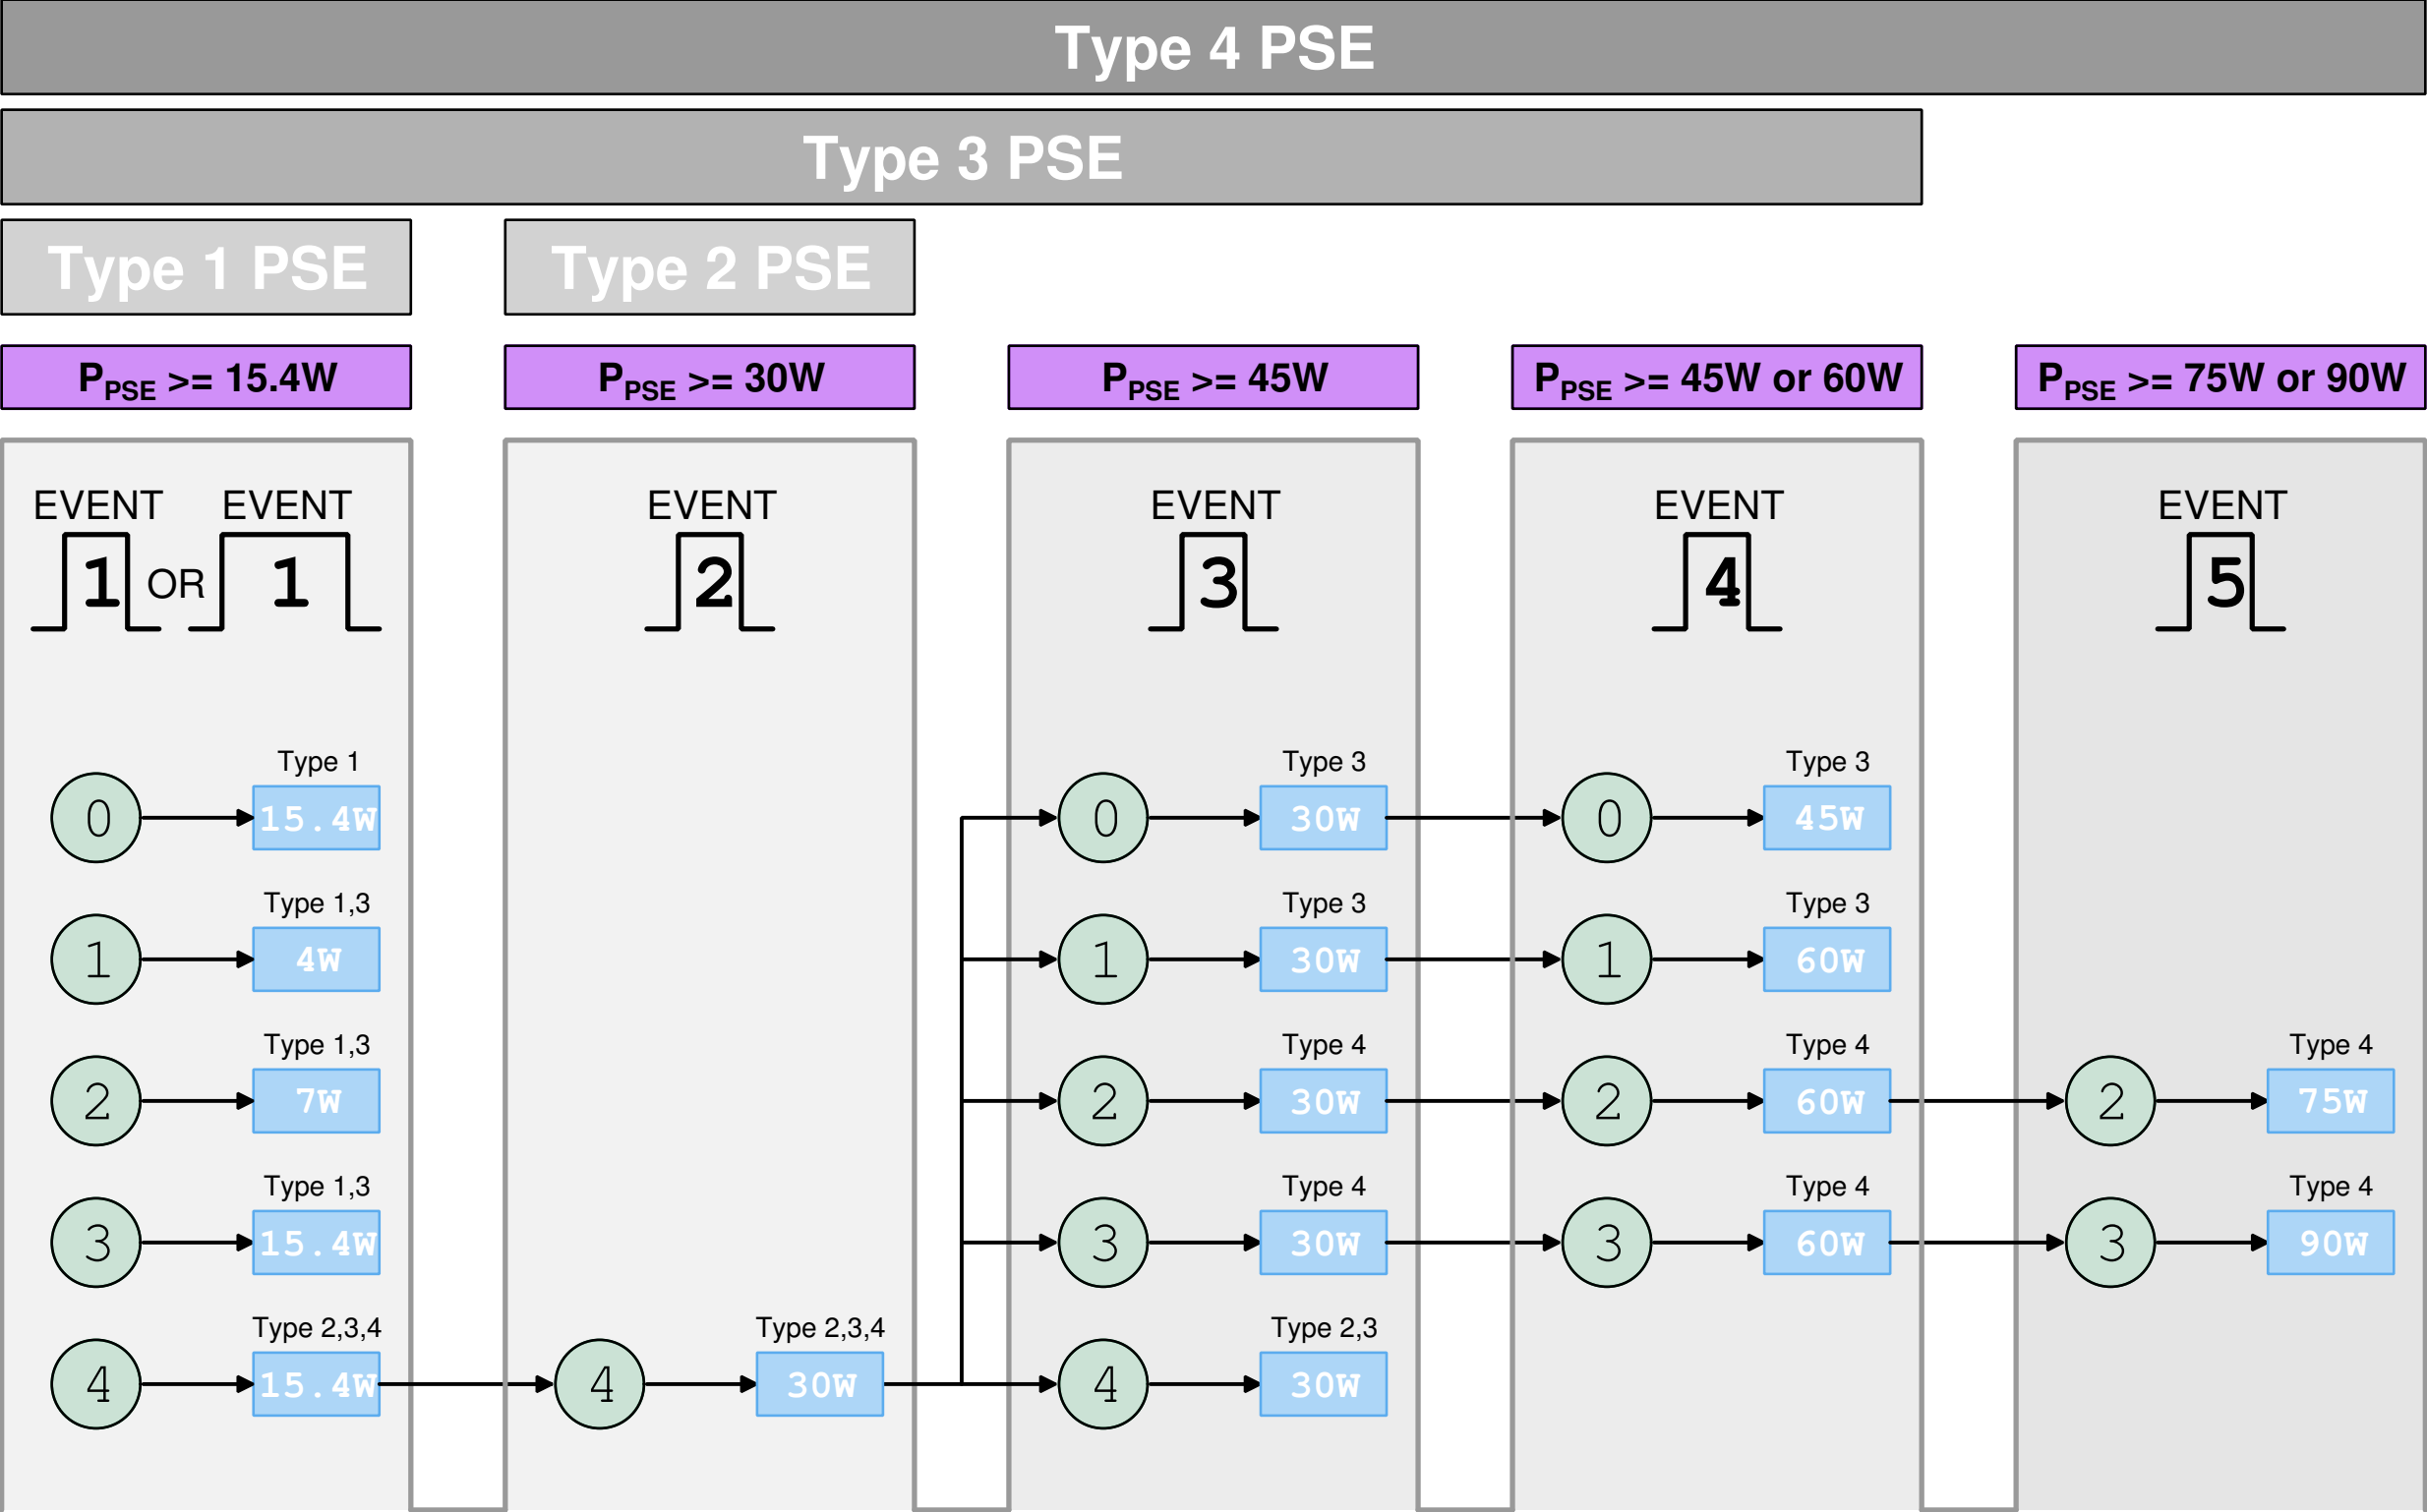 Type 4 PSE
Type 3 PSE
Type 1 PSE
Type 2 PSE
PPSE >= 15.4W
PPSE >= 30W
PPSE >= 45W
PPSE >= 45W or 60W
PPSE >= 75W or 90W
EVENT EVENT
1 OR 1
EVENT
2
EVENT
3
EVENT
4
EVENT
5
Type 1
0 15.4W
Type 3
0 30W
Type 3
0 45W
Type 1,3
1 4W
Type 3
1 30W
Type 3
1 60W
Type 1,3
2 7W
Type 4
2 30W
Type 4
2 60W
Type 4
2 75W
Type 1,3
3 15.4W
Type 4
3 30W
Type 4
3 60W
Type 4
3 90W
Type 2,3,4
4 15.4W
Type 2,3,4
4 30W
Type 2,3
4 30W